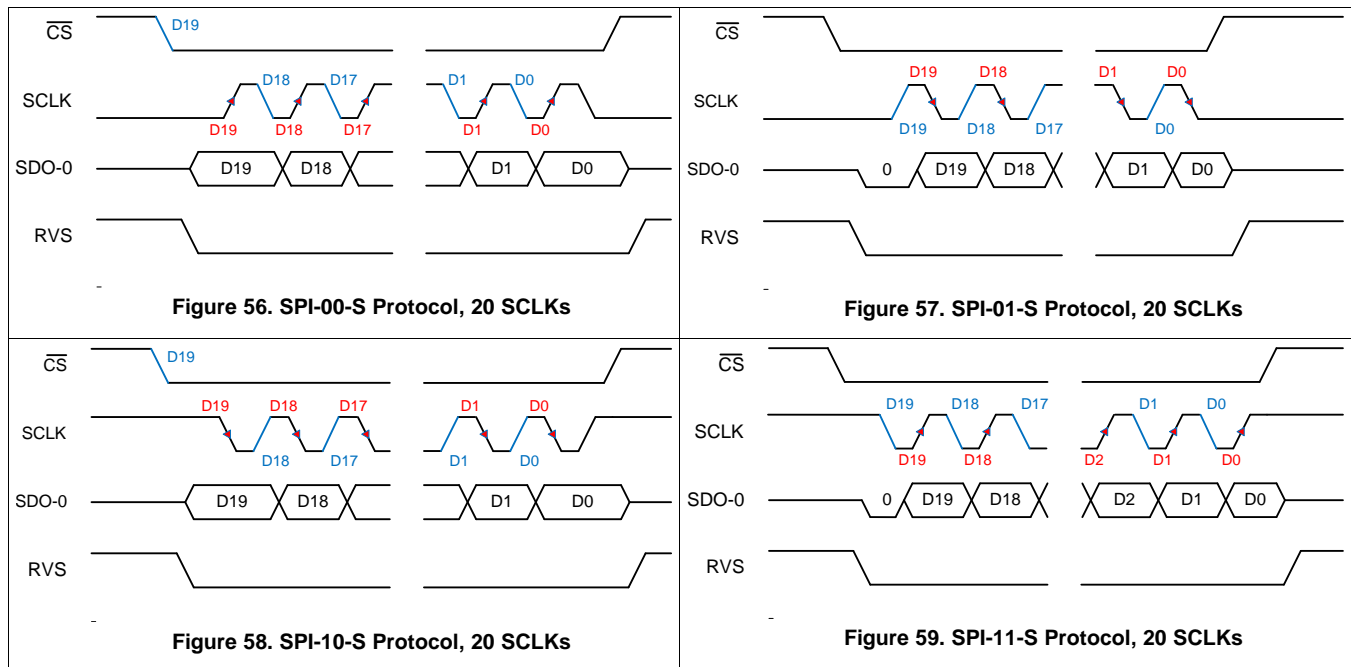 CS
D19
SCLK
D18 D17 D1 D0
D19 D18 D17 D1 D0
SDO-0
D19 D18 D1 D0
RVS
Figure 56. SPI-00-S Protocol, 20 SCLKs
CS
SCLK
D19 D18 D1 D0
D19 D18 D17 D0
SDO-0
0 D19 D18 D1 D0
RVS
Figure 57. SPI-01-S Protocol, 20 SCLKs
CS
D19
SCLK
D19 D18 D17 D1 D0
D18 D17 D1 D0
SDO-0
D19 D18 D1 D0
RVS
Figure 58. SPI-10-S Protocol, 20 SCLKs
CS
SCLK
D19 D18 D17 D1 D0
D19 D18 D2 D1 D0
SDO-0
0 D19 D18 D2 D1 D0
RVS
Figure 59. SPI-11-S Protocol, 20 SCLKs